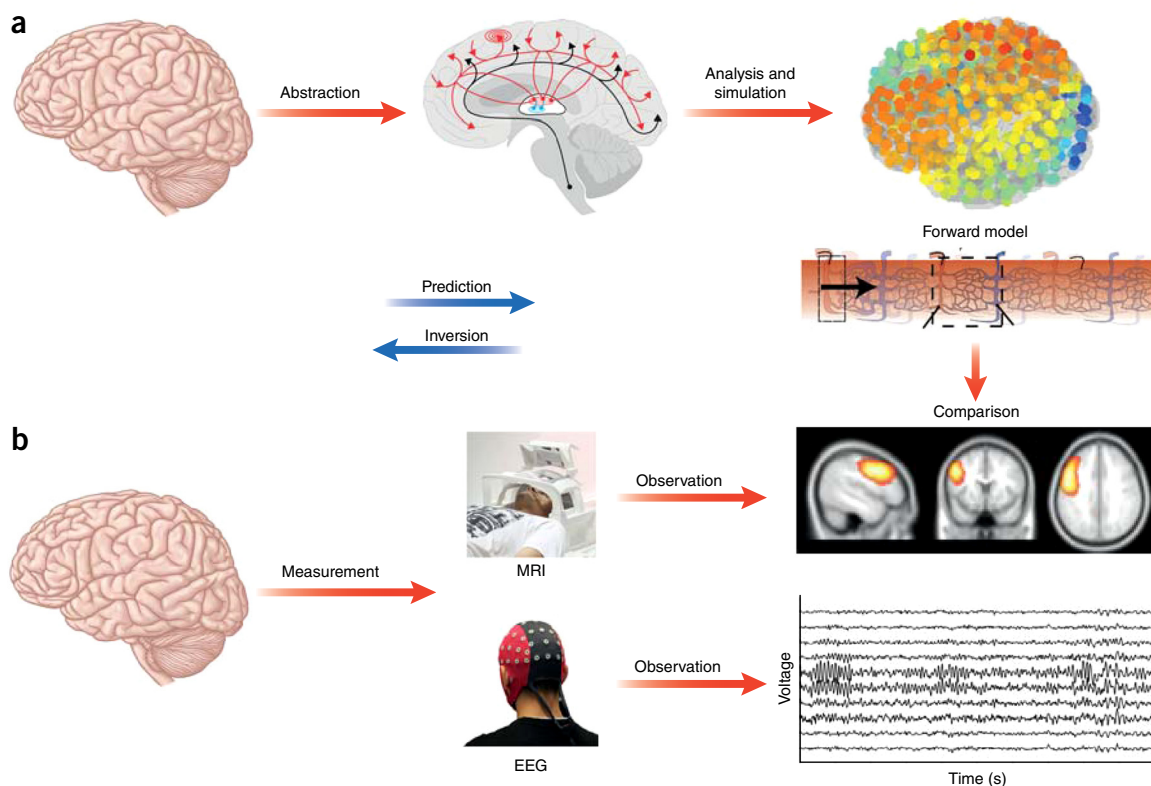 a
Abstraction
Analysis and
simulation
Forward model
Prediction
Inversion
Comparison
b
Measurement
MRI
Observation
EEG
Observation
Voltage
Time (s)